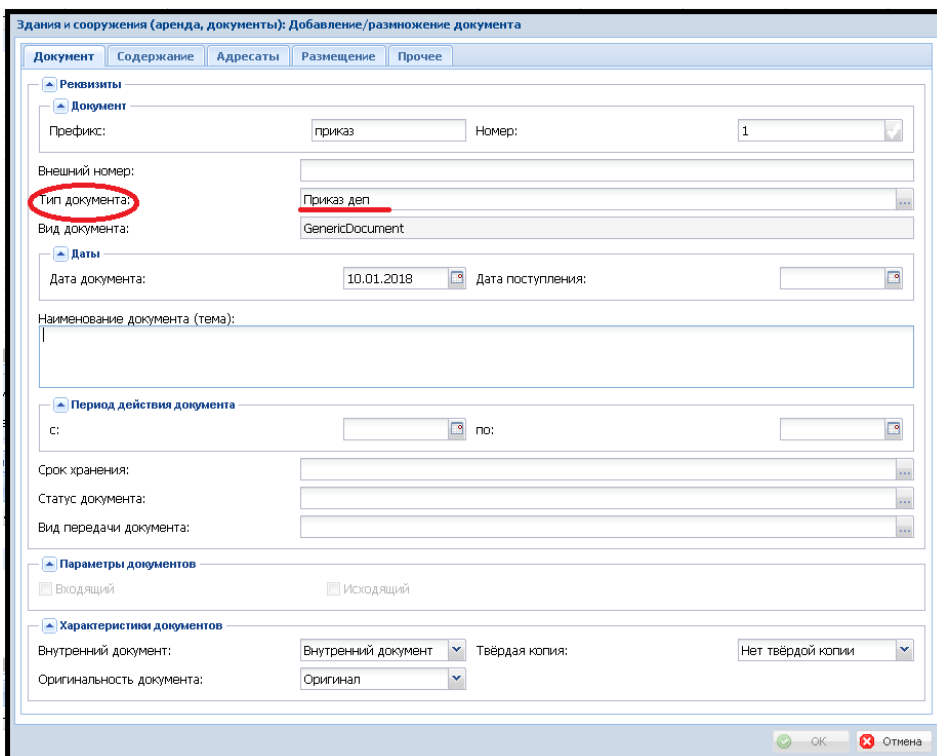 Здания и сооружения (аренда, документы): Добавление/размножение документа
Документ Содержание Адресаты Размещение Прочее
Реквизиты
Документ
Префикс: приказ Номер: 1
Внешний номер:
Тип документа: Приказ деп ...
Вид документа: GenericDocument
Даты
Дата документа: 10.01.2018 Дата поступления:
Наименование документа (тема):
Период действия документа
с: по:
Срок хранения: ...
Статус документа: ...
Вид передачи документа: ...
Параметры документов
Входящий Исходящий
Характеристики документов
Внутренний документ: Внутренний документ Твёрдая копия: Нет твёрдой копии
Оригинальность документа: Оригинал
ОК Отмена